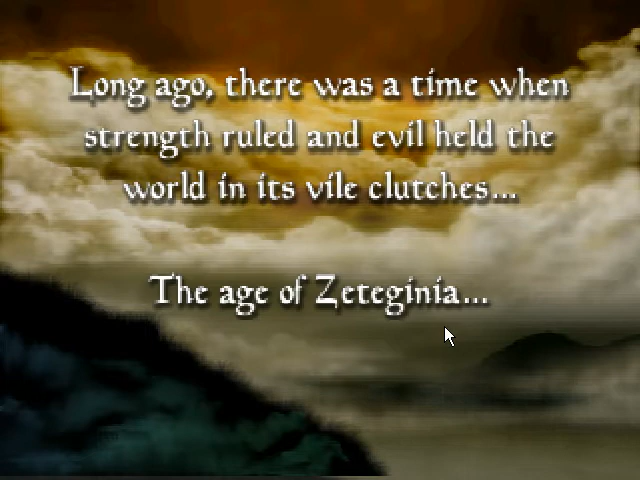 Long ago, there was a time when
strength ruled and evil held the
world in its vile clutches...
The age of Zeteginia...